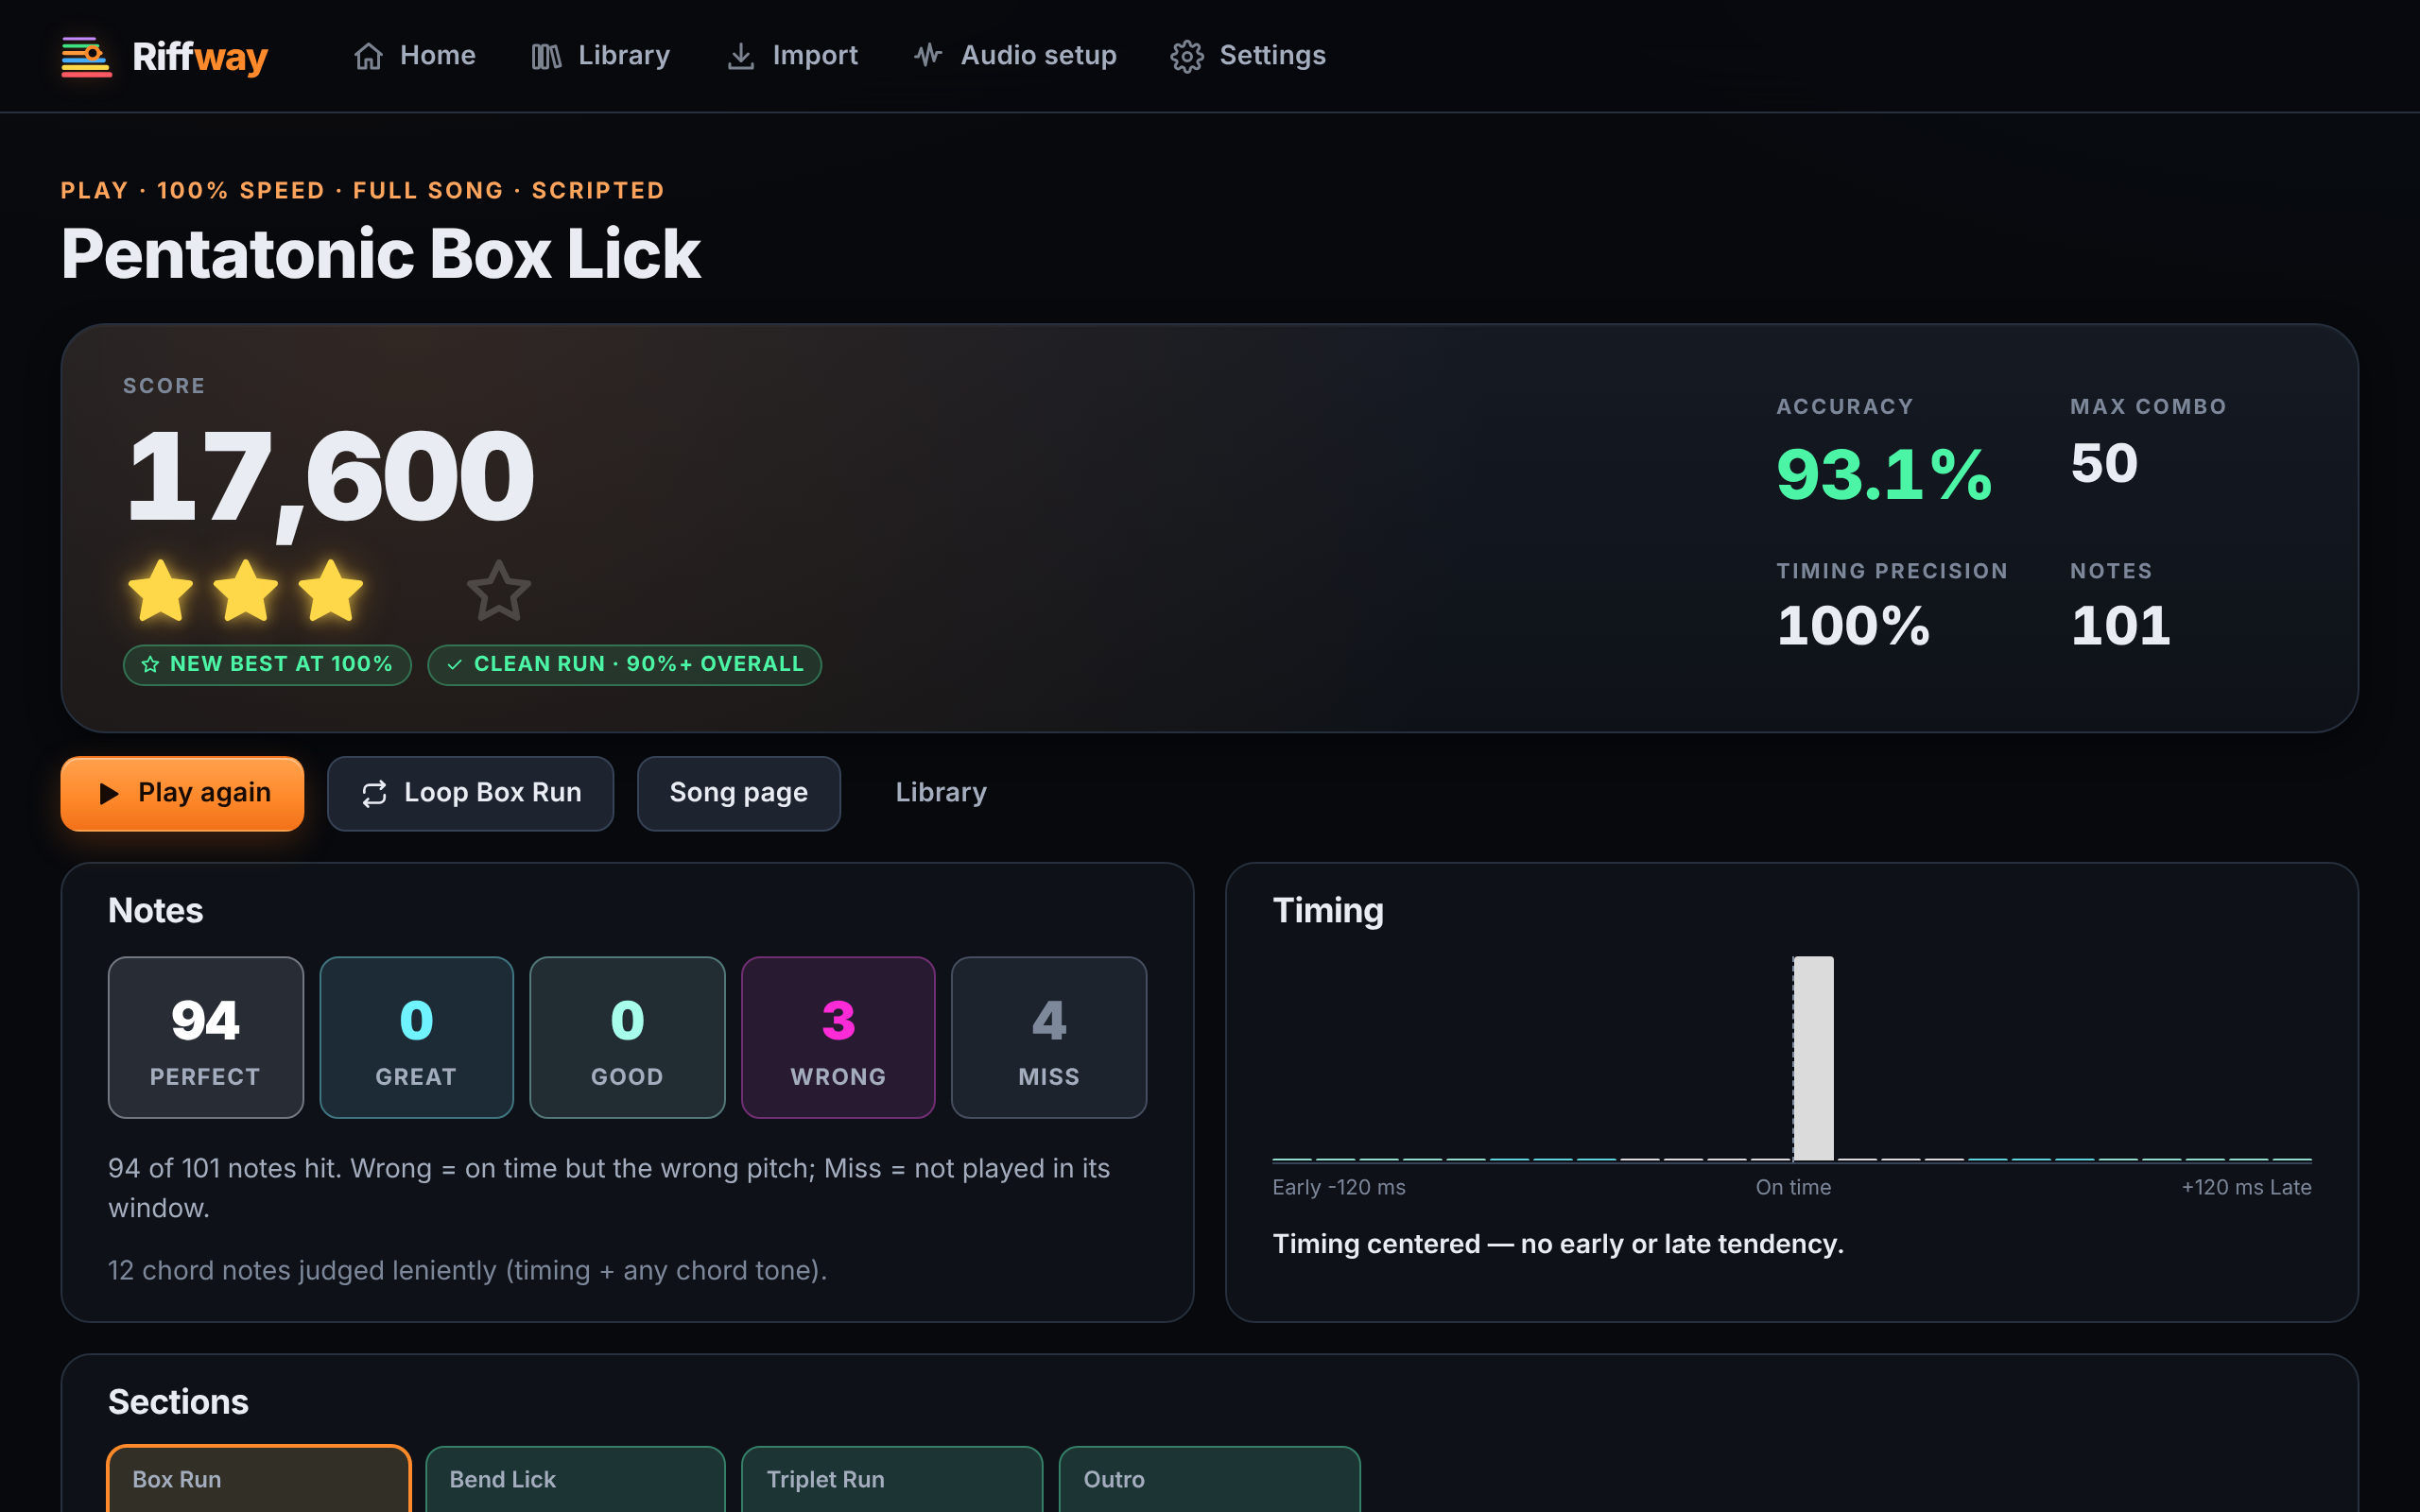 Riffway
Home
Library
Import
Audio setup
Settings
PLAY · 100% SPEED · FULL SONG · SCRIPTED
Pentatonic Box Lick
SCORE
17,600
NEW BEST AT 100%
CLEAN RUN · 90%+ OVERALL
ACCURACY
93.1%
MAX COMBO
50
TIMING PRECISION
100%
NOTES
101
Play again
Loop Box Run
Song page
Library
Notes
94
PERFECT
0
GREAT
0
GOOD
3
WRONG
4
MISS
94 of 101 notes hit. Wrong = on time but the wrong pitch; Miss = not played in its
window.
12 chord notes judged leniently (timing + any chord tone).
Timing
Early -120 ms
On time
+120 ms Late
Timing centered — no early or late tendency.
Sections
Box Run
Bend Lick
Triplet Run
Outro